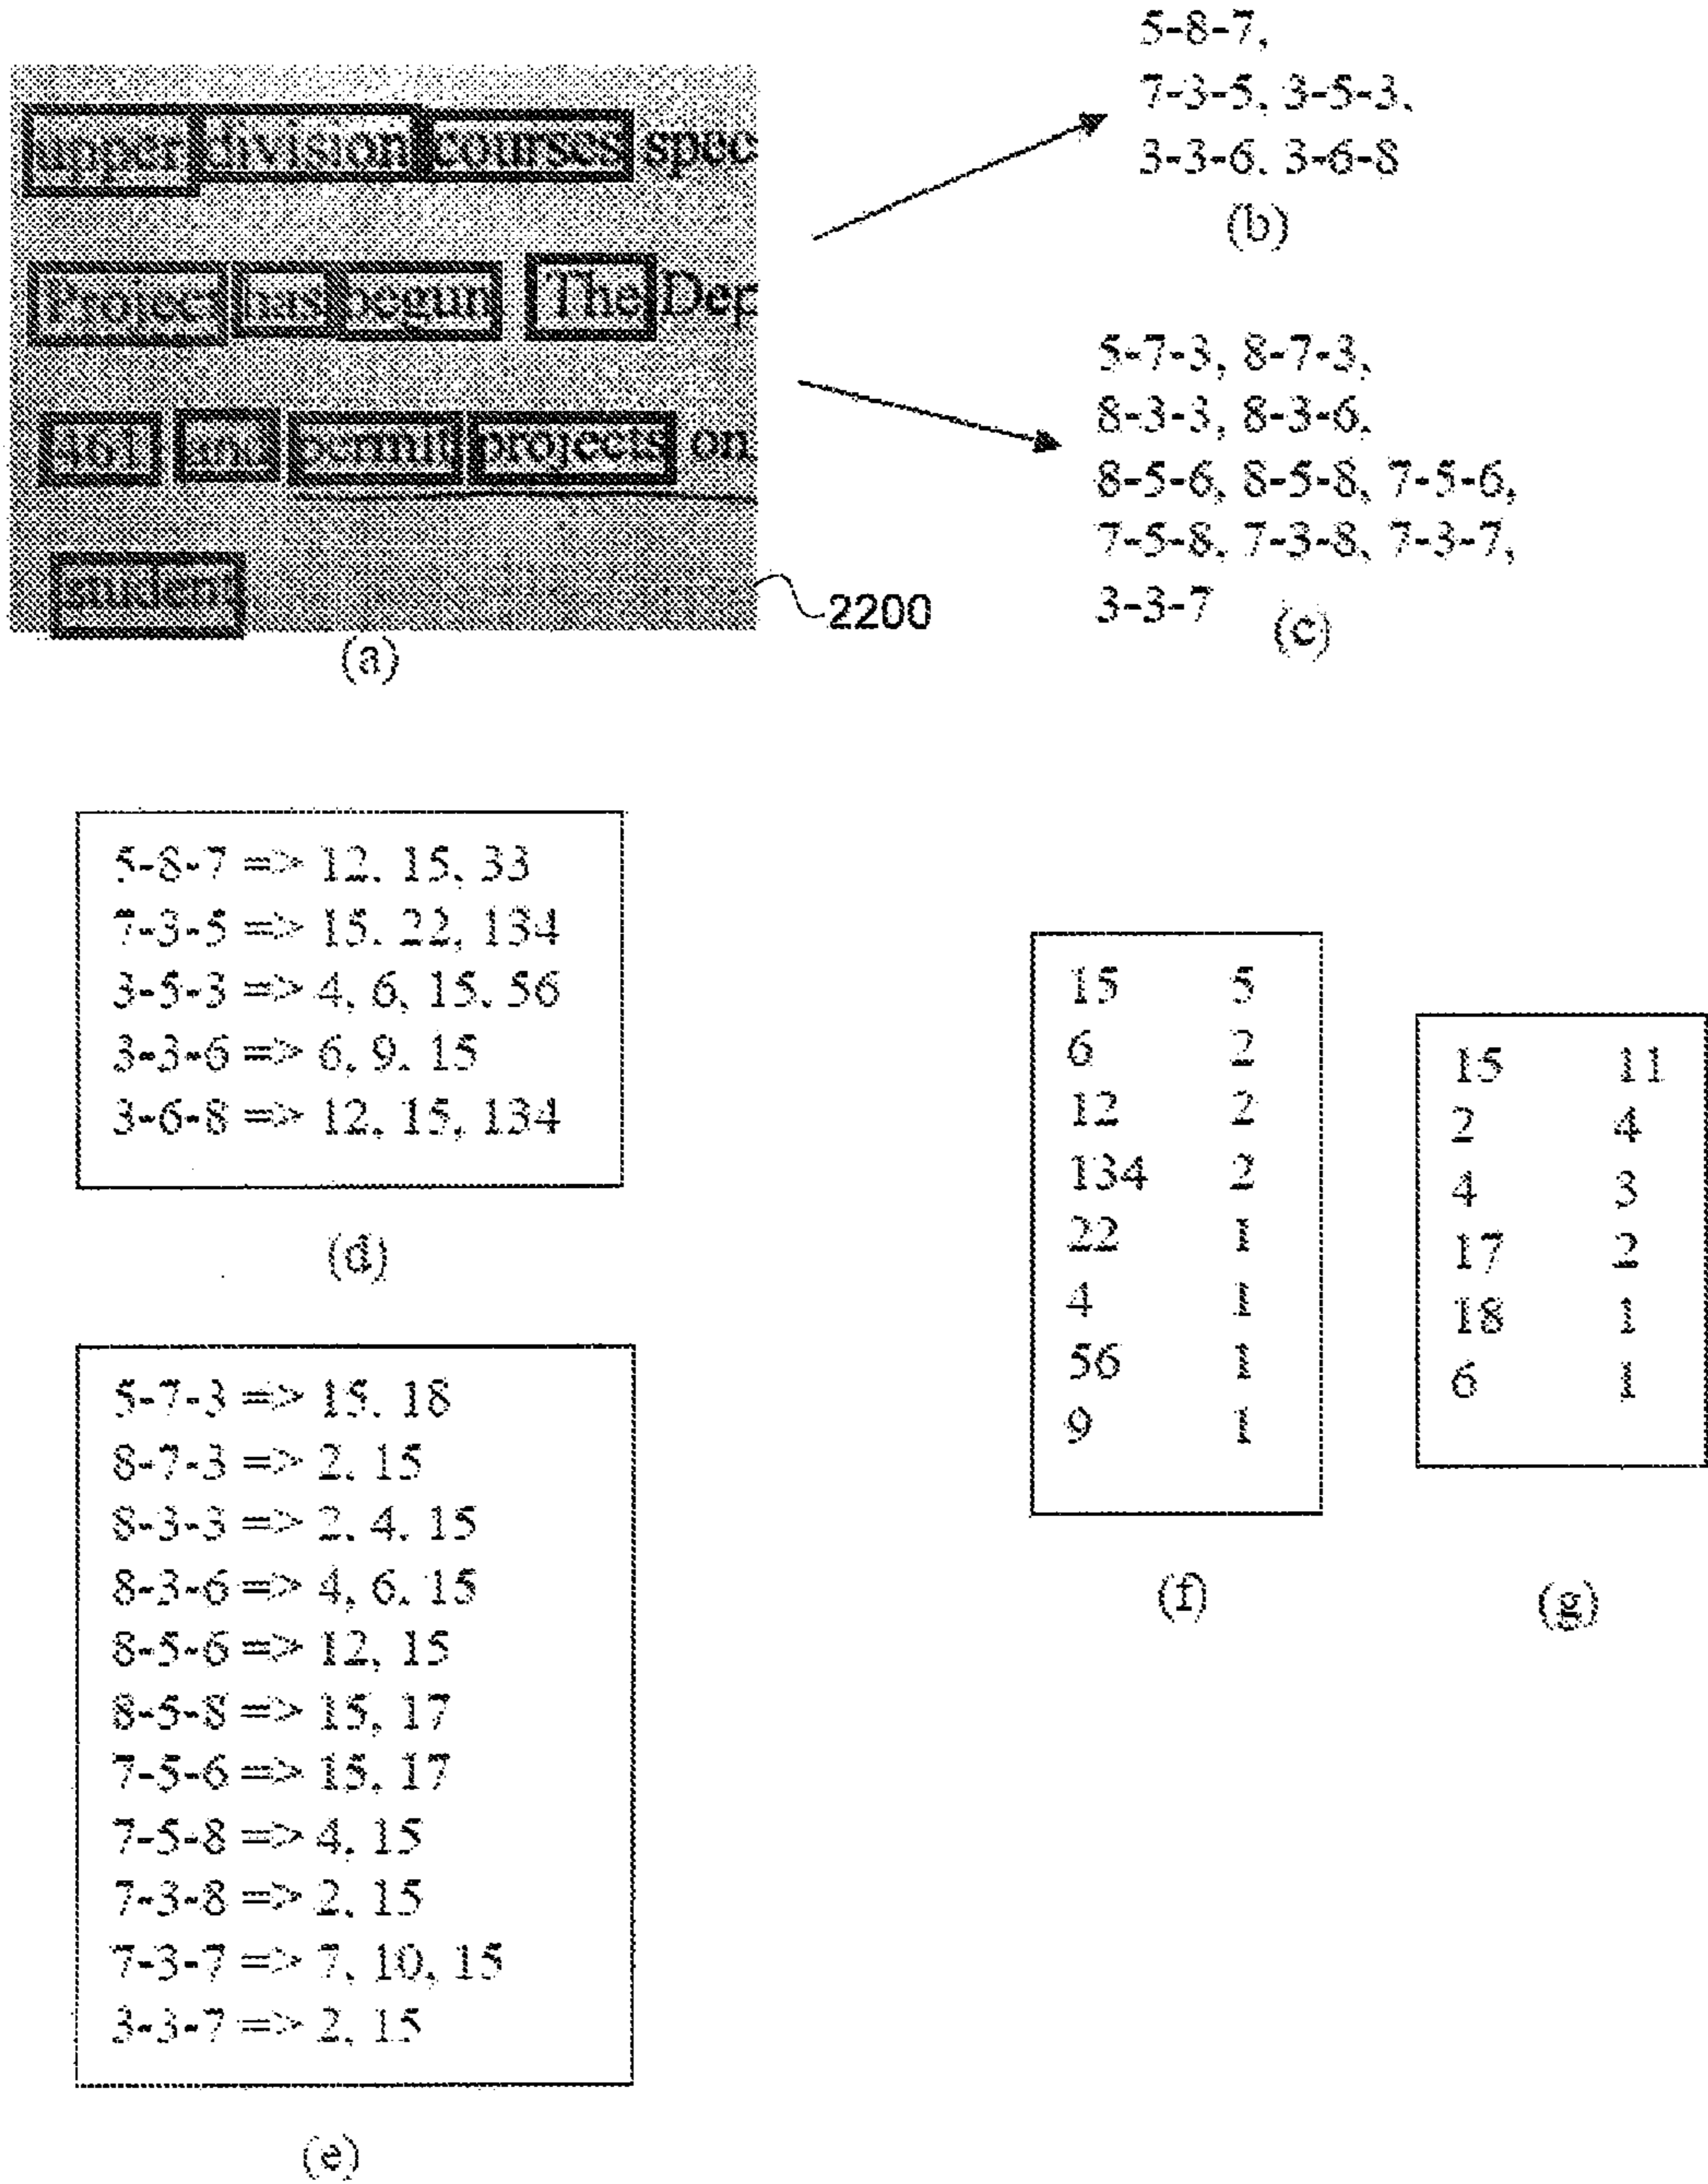 upper division courses spec
Project has begun The Dep
461 and permit projects on
student
2200
(a)
5-8-7,
7-3-5, 3-5-3,
3-3-6, 3-6-8
(b)
5-7-3, 8-7-3,
8-3-3, 8-3-6,
8-5-6, 8-5-8, 7-5-6,
7-5-8, 7-3-8, 7-3-7,
3-3-7
(c)
5-8-7 => 12, 15, 33
7-3-5 => 15, 22, 134
3-5-3 => 4, 6, 15, 56
3-3-6 => 6, 9, 15
3-6-8 => 12, 15, 134
(d)
5-7-3 => 15, 18
8-7-3 => 2, 15
8-3-3 => 2, 4, 15
8-3-6 => 4, 6, 15
8-5-6 => 12, 15
8-5-8 => 15, 17
7-5-6 => 15, 17
7-5-8 => 4, 15
7-3-8 => 2, 15
7-3-7 => 7, 10, 15
3-3-7 => 2, 15
(e)
15 5
6 2
12 2
134 2
22 1
4 1
56 1
9 1
(f)
15 11
2 4
4 3
17 2
18 1
6 1
(g)